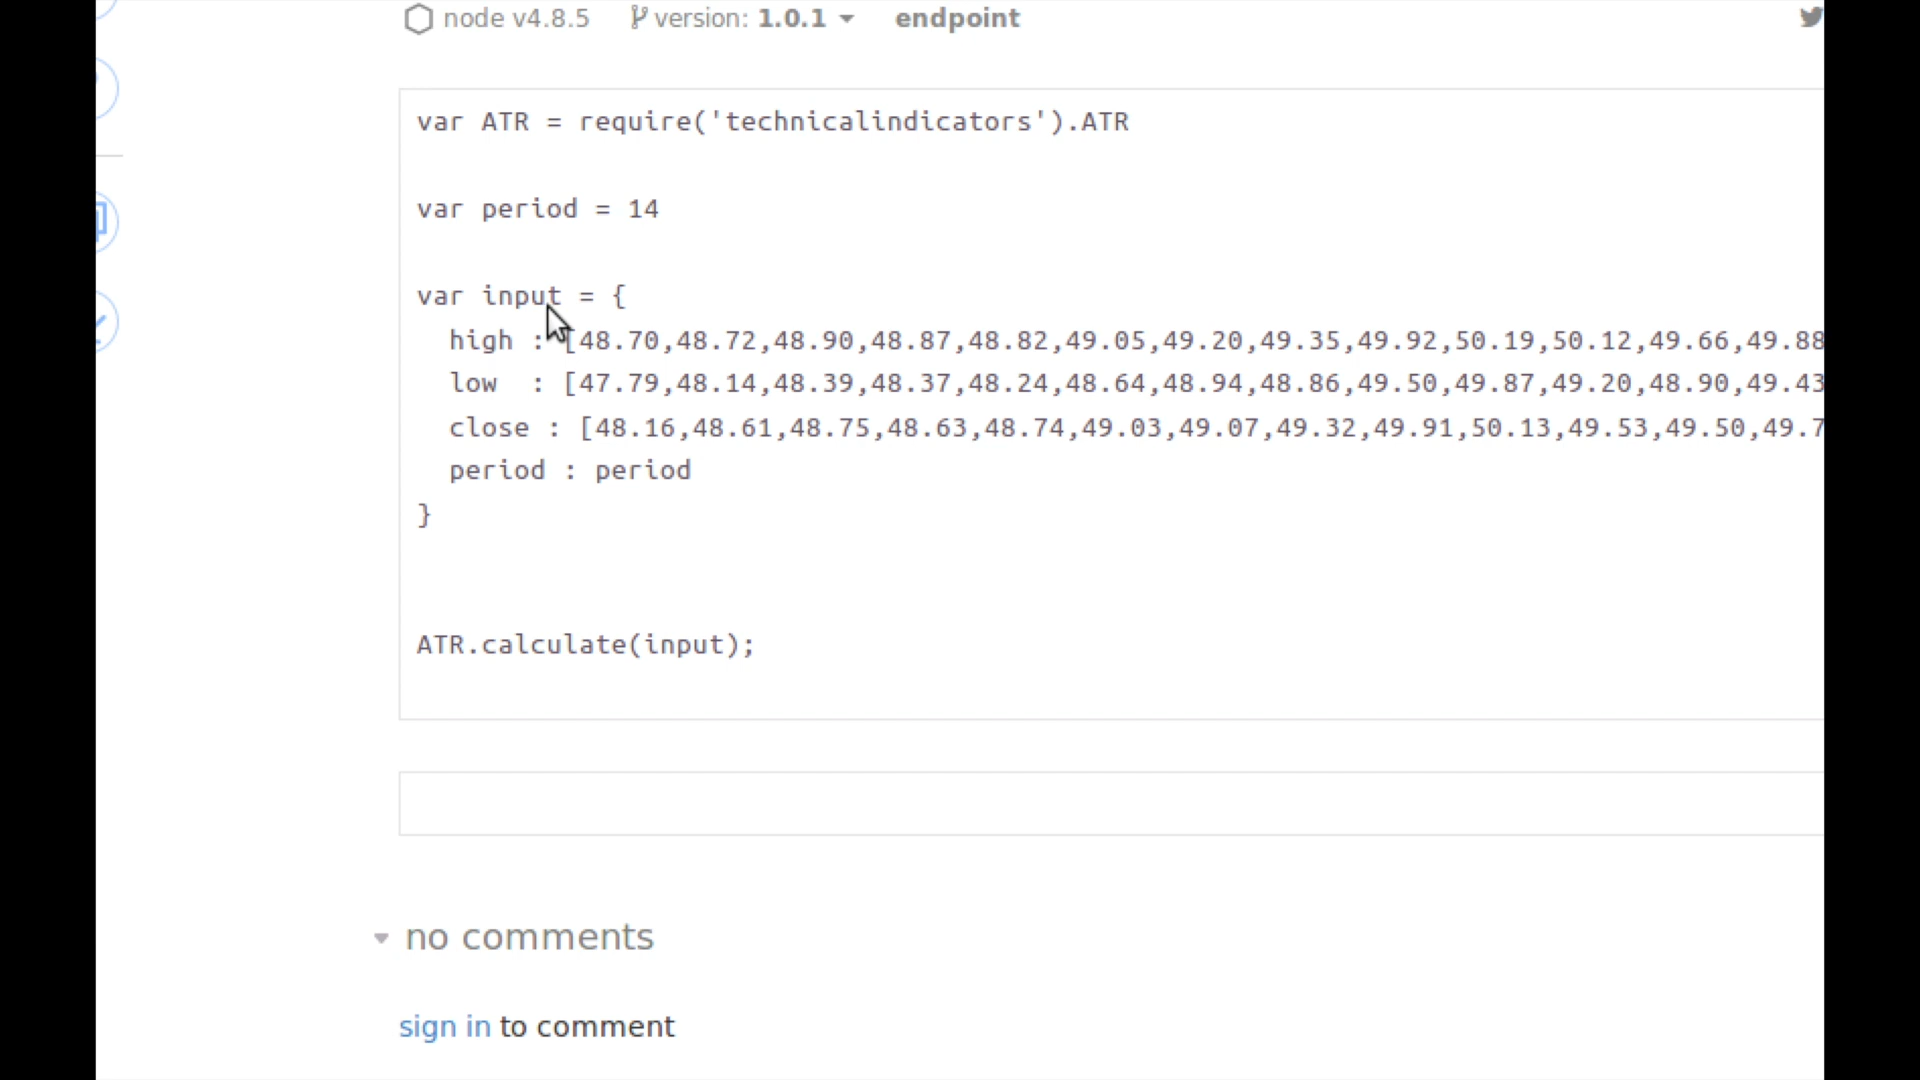 node v4.8.5 version: 1.0.1 endpoint
var ATR = require('technicalindicators').ATR
var period = 14
var input = {
high : [48.70,48.72,48.90,48.87,48.82,49.05,49.20,49.35,49.92,50.19,50.12,49.66,49.88
low : [47.79,48.14,48.39,48.37,48.24,48.64,48.94,48.86,49.50,49.87,49.20,48.90,49.43
close : [48.16,48.61,48.75,48.63,48.74,49.03,49.07,49.32,49.91,50.13,49.53,49.50,49.7
period : period
}
ATR.calculate(input);
no comments
sign in to comment